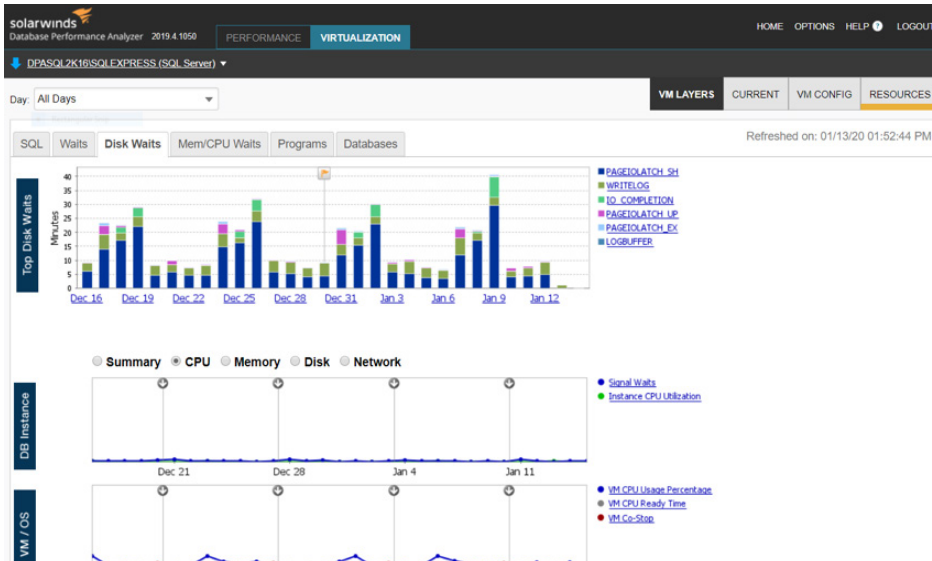 solarwinds
Database Performance Analyzer 2019.4.1050
PERFORMANCE
VIRTUALIZATION
HOME OPTIONS HELP ? LOGOUT
DPASQL2K16\SQLEXPRESS (SQL Server)
Day: All Days
VM LAYERS CURRENT VM CONFIG RESOURCES
SQL Waits Disk Waits Mem/CPU Waits Programs Databases
Refreshed on: 01/13/20 01:52:44 PM
Top Disk Waits
Minutes
40
35
30
25
20
15
10
5
Dec 16 Dec 19 Dec 22 Dec 25 Dec 28 Dec 31 Jan 3 Jan 6 Jan 9 Jan 12
PAGEIOLATCH_SH
WRITELOG
IO_COMPLETION
PAGEIOLATCH_UP
PAGEIOLATCH_EX
LOGBUFFER
Summary CPU Memory Disk Network
DB Instance
Dec 21 Dec 28 Jan 4 Jan 11
Signal Waits
Instance CPU Utilization
VM / OS
VM CPU Usage Percentage
VM CPU Ready Time
VM Co-Stop